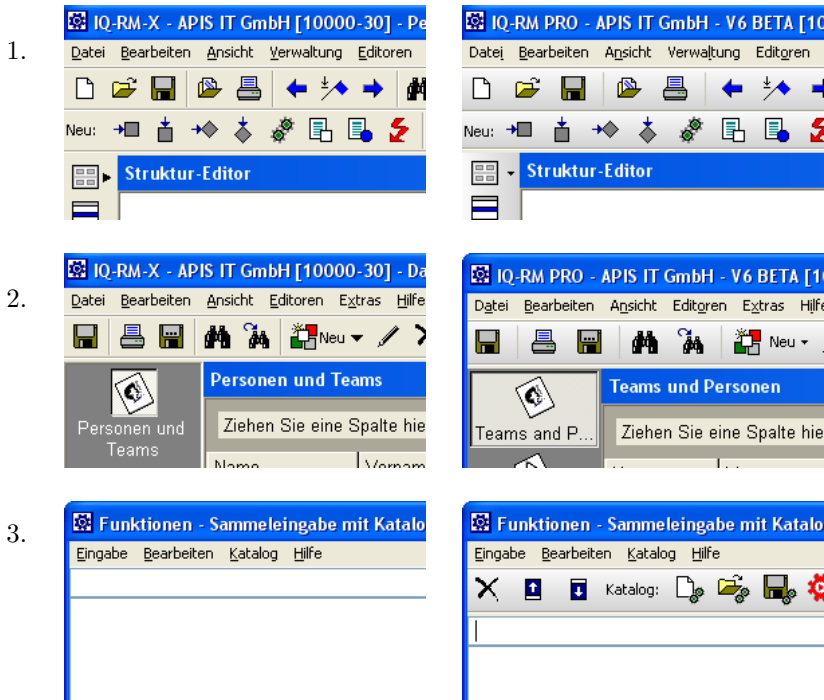 1.
IQ-RM-X - APIS IT GmbH [10000-30] - Pe
Datei Bearbeiten Ansicht Verwaltung Editoren
Neu:
Struktur-Editor
IQ-RM PRO - APIS IT GmbH - V6 BETA [10
Datei Bearbeiten Ansicht Verwaltung Editoren
Neu:
Struktur-Editor
2.
IQ-RM-X - APIS IT GmbH [10000-30] - Da
Datei Bearbeiten Ansicht Editoren Extras Hilfe
Neu
Personen und Teams
Personen und
Teams
Ziehen Sie eine Spalte hie
Name Vornam
IQ-RM PRO - APIS IT GmbH - V6 BETA [10
Datei Bearbeiten Ansicht Editoren Extras Hilfe
Neu
Teams und Personen
Teams and P...
Ziehen Sie eine Spalte hie
3.
Funktionen - Sammeleingabe mit Katalo
Eingabe Bearbeiten Katalog Hilfe
Funktionen - Sammeleingabe mit Katalo
Eingabe Bearbeiten Katalog Hilfe
Katalog: